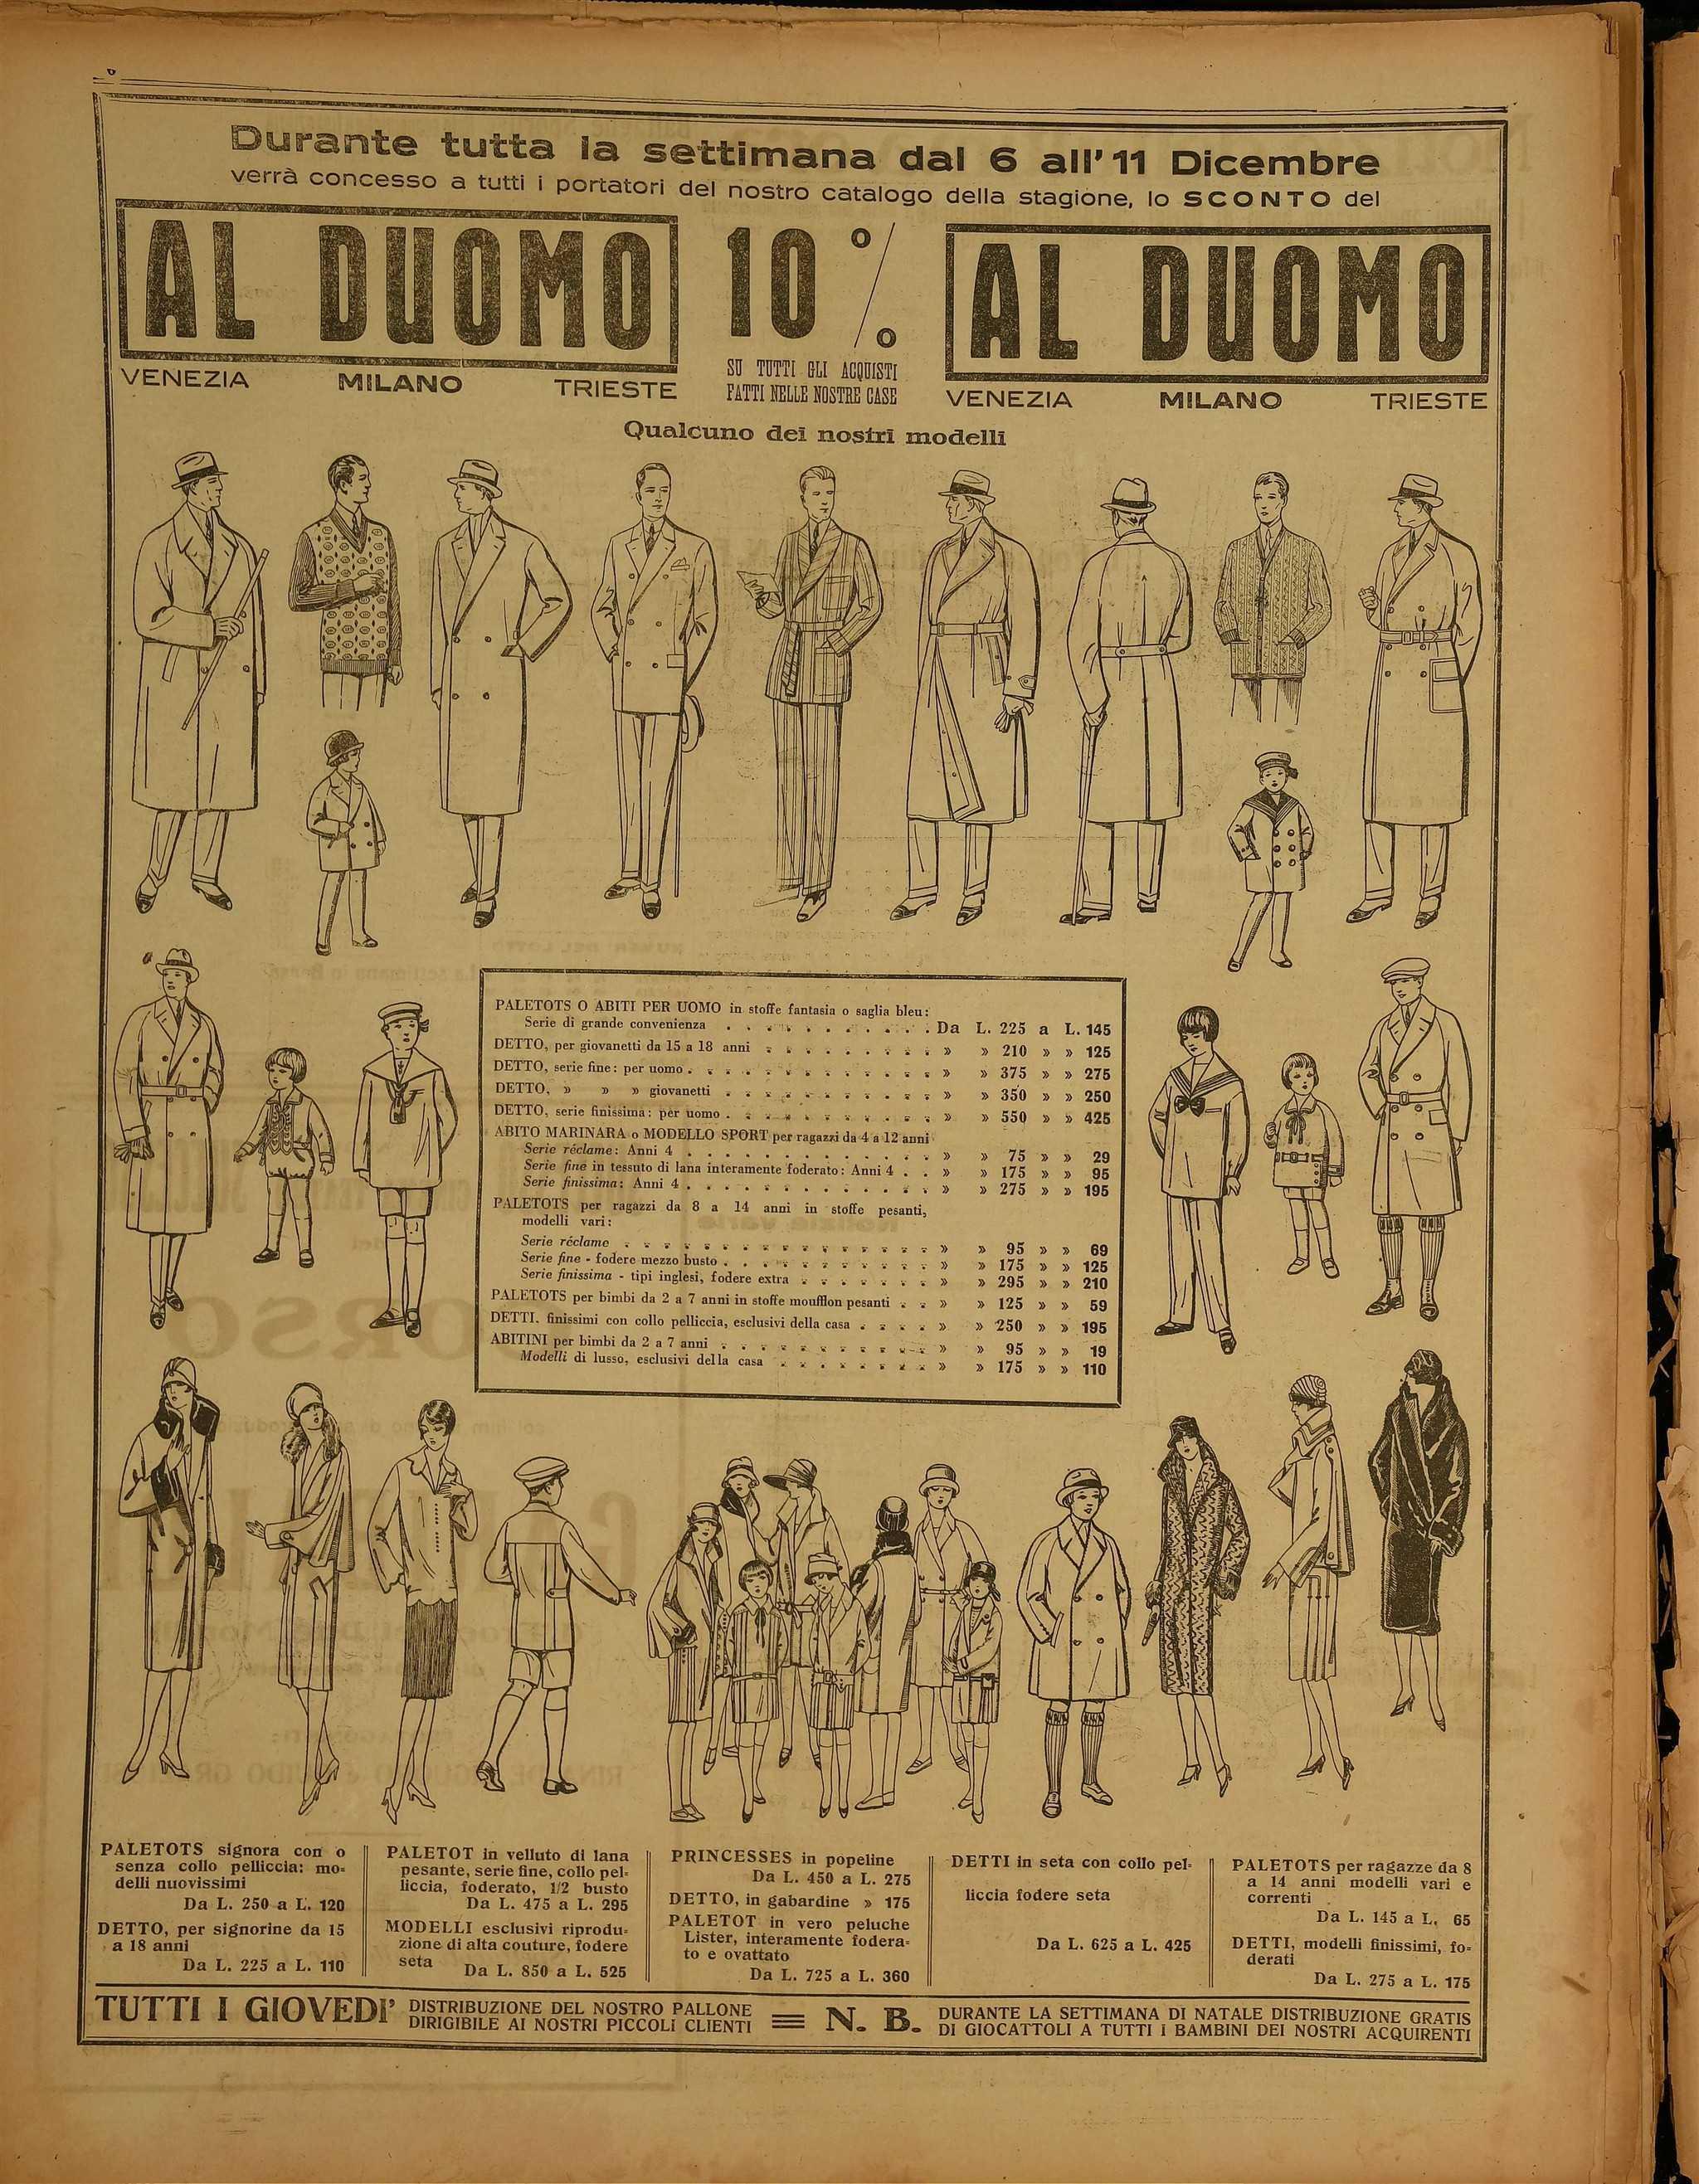 6
Durante tutta la settimana dal 6 all'11 Dicembre
verrà concesso a tutti i portatori del nostro catalogo della stagione, lo SCONTO del
AL DUOMO
VENEZIA MILANO TRIESTE
10 %
SU TUTTI GLI ACQUISTI
FATTI NELLE NOSTRE CASE
AL DUOMO
VENEZIA MILANO TRIESTE
Qualcuno dei nostri modelli
PALETOTS O ABITI PER UOMO in stoffe fantasia o saglia bleu:
Serie di grande convenienza . . . . . . . . . . . Da L. 225 a L. 145
DETTO, per giovanetti da 15 a 18 anni . . . . . . . . . » » 210 » » 125
DETTO, serie fine: per uomo . . . . . . . . . . . . . » » 375 » » 275
DETTO, » » » giovanetti . . . . . . . . . . . » » 350 » » 250
DETTO, serie finissima: per uomo . . . . . . . . . . . » » 550 » » 425
ABITO MARINARA o MODELLO SPORT per ragazzi da 4 a 12 anni
Serie réclame: Anni 4 . . . . . . . . . . . . . » » 75 » » 29
Serie fine in tessuto di lana interamente foderato: Anni 4 . . » » 175 » » 95
Serie finissima: Anni 4 . . . . . . . . . . . . . » » 275 » » 195
PALETOTS per ragazzi da 8 a 14 anni in stoffe pesanti,
modelli vari:
Serie réclame . . . . . . . . . . . . . . . . » » 95 » » 69
Serie fine - fodere mezzo busto . . . . . . . . . . . » » 175 » » 125
Serie finissima - tipi inglesi, fodere extra . . . . . . . » » 295 » » 210
PALETOTS per bimbi da 2 a 7 anni in stoffe moufflon pesanti . . » » 125 » » 59
DETTI. finissimi con collo pelliccia, esclusivi della casa . . . . » » 250 » » 195
ABITINI per bimbi da 2 a 7 anni . . . . . . . . . . . » » 95 » » 19
Modelli di lusso, esclusivi della casa . . . . . . . . » » 175 » » 110
PALETOTS signora con o
senza collo pelliccia: mo-
delli nuovissimi
Da L. 250 a L. 120
DETTO, per signorine da 15
a 18 anni
Da L. 225 a L. 110
PALETOT in velluto di lana
pesante, serie fine, collo pel-
liccia, foderato, 1/2 busto
Da L. 475 a L. 295
MODELLI esclusivi riprodu-
zione di alta couture, fodere
seta Da L. 850 a L. 525
PRINCESSES in popeline
Da L. 450 a L. 275
DETTO, in gabardine » 175
PALETOT in vero peluche
Lister, interamente fodera-
to e ovattato
Da L. 725 a L. 360
DETTI in seta con collo pel-
liccia fodere seta
Da L. 625 a L. 425
PALETOTS per ragazze da 8
a 14 anni modelli vari e
correnti
Da L. 145 a L. 65
DETTI, modelli finissimi, fo-
derati
Da L. 275 a L. 175
TUTTI I GIOVEDI' DISTRIBUZIONE DEL NOSTRO PALLONE
DIRIGIBILE AI NOSTRI PICCOLI CLIENTI
N. B. DURANTE LA SETTIMANA DI NATALE DISTRIBUZIONE GRATIS
DI GIOCATTOLI A TUTTI I BAMBINI DEI NOSTRI ACQUIRENTI